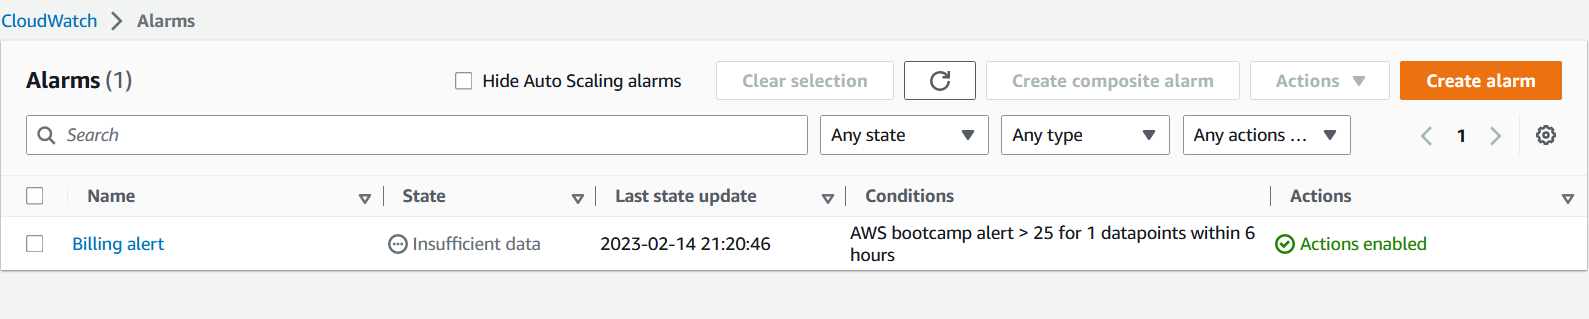 CloudWatch > Alarms
Alarms (1)
Hide Auto Scaling alarms
Clear selection
Create composite alarm
Actions
Create alarm
Search
Any state
Any type
Any actions ...
1
Name State Last state update Conditions Actions
Billing alert Insufficient data 2023-02-14 21:20:46 AWS bootcamp alert > 25 for 1 datapoints within 6
hours
Actions enabled